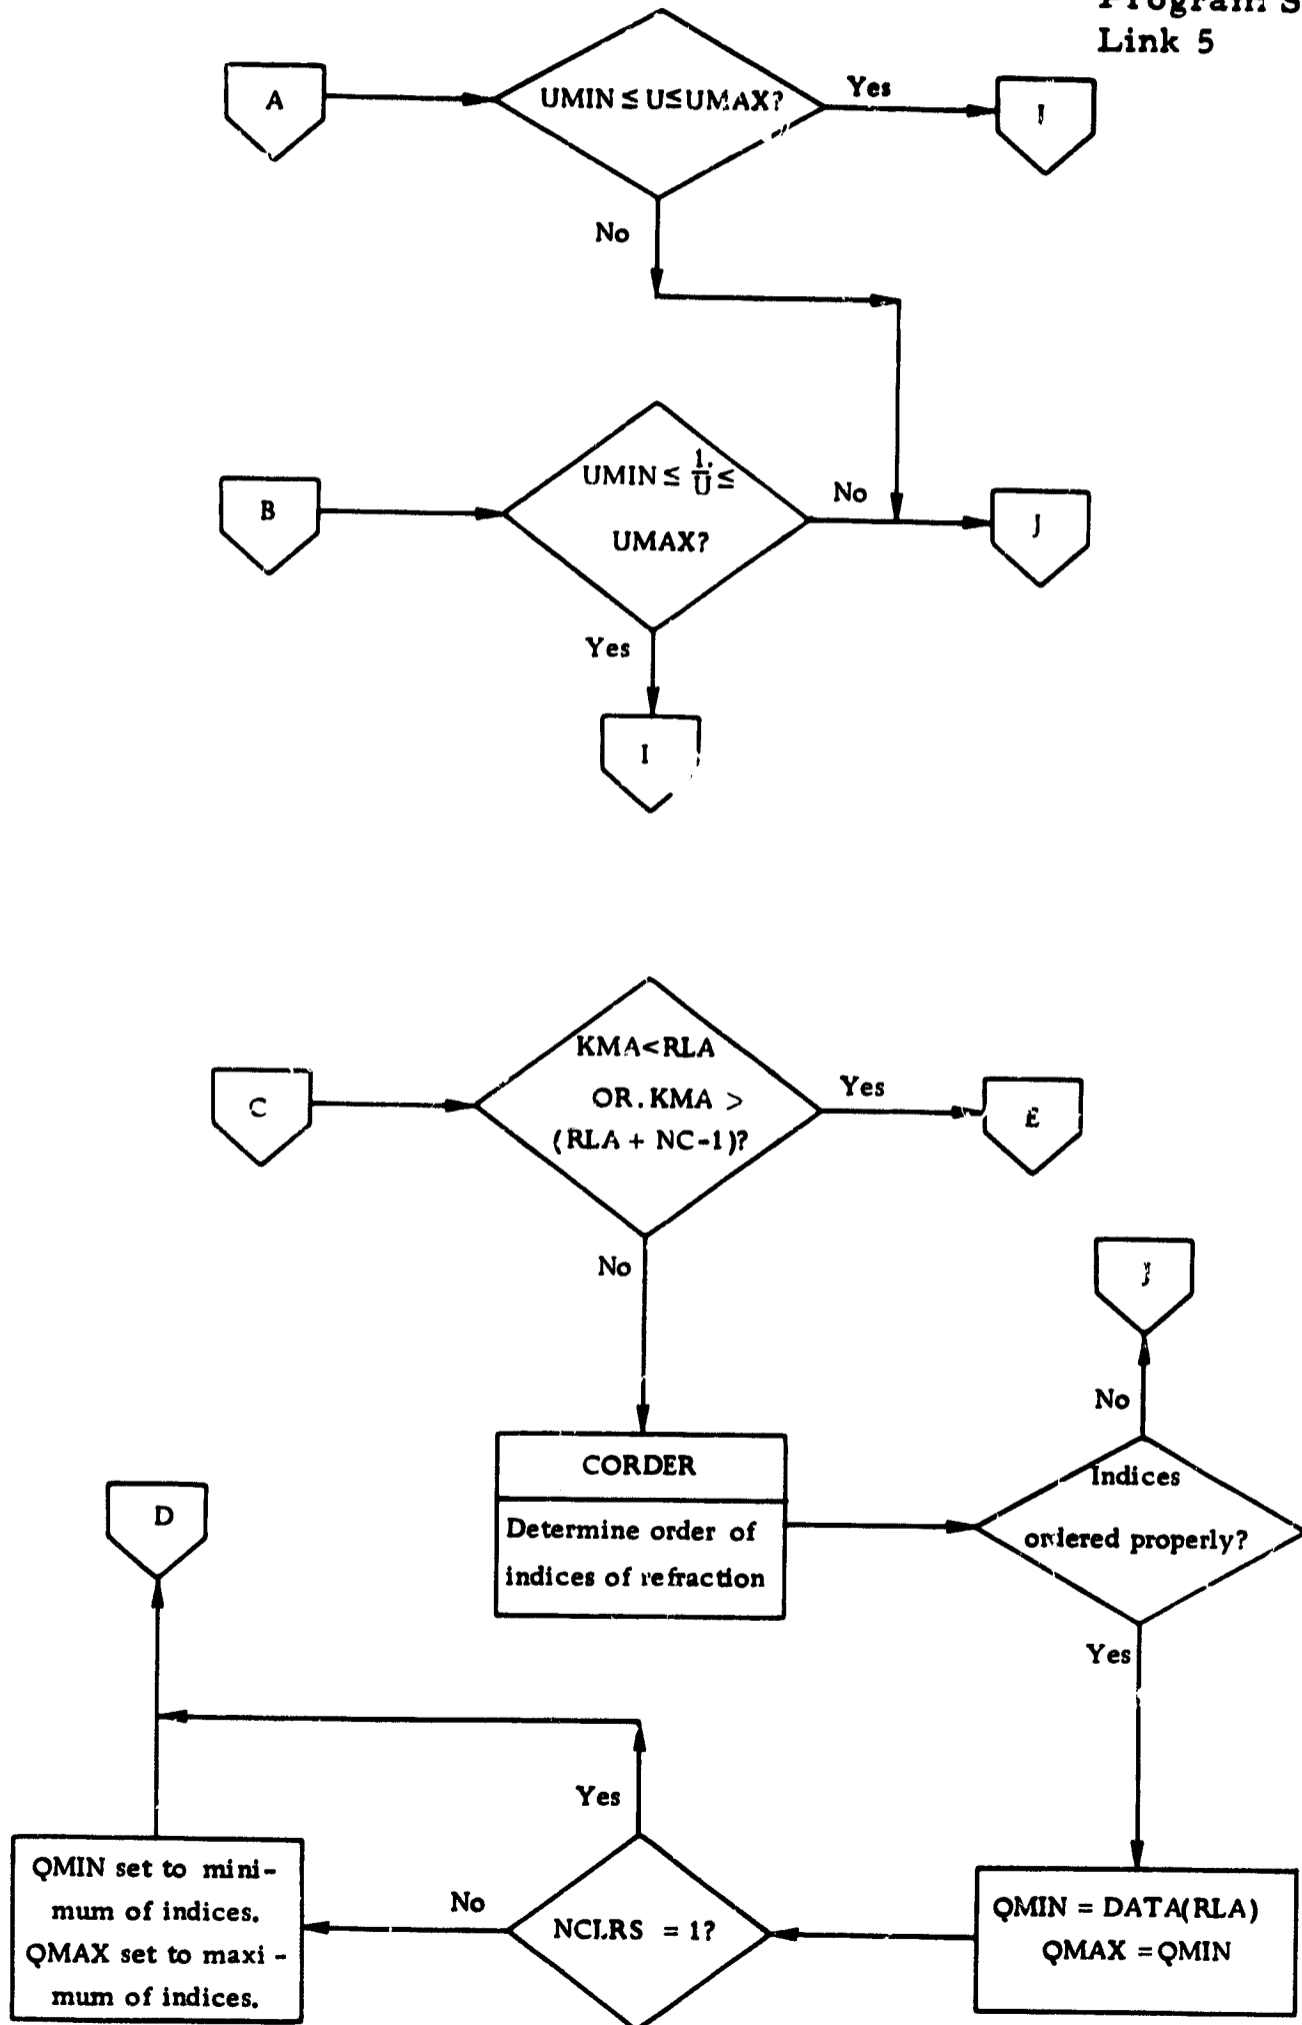 Program S
Link 5
A
UMIN ≤ U≤UMAX?
Yes
I
No
UMIN ≤ 1./U ≤
UMAX?
B
No
J
Yes
I
KMA<RLA
OR. KMA >
(RLA + NC-1)?
C
Yes
E
No
J
No
CORDER
Determine order of
indices of refraction
Indices
ordered properly?
D
Yes
Yes
QMIN set to mini-
mum of indices.
QMAX set to maxi-
mum of indices.
No
NCLRS = 1?
QMIN = DATA(RLA)
QMAX = QMIN